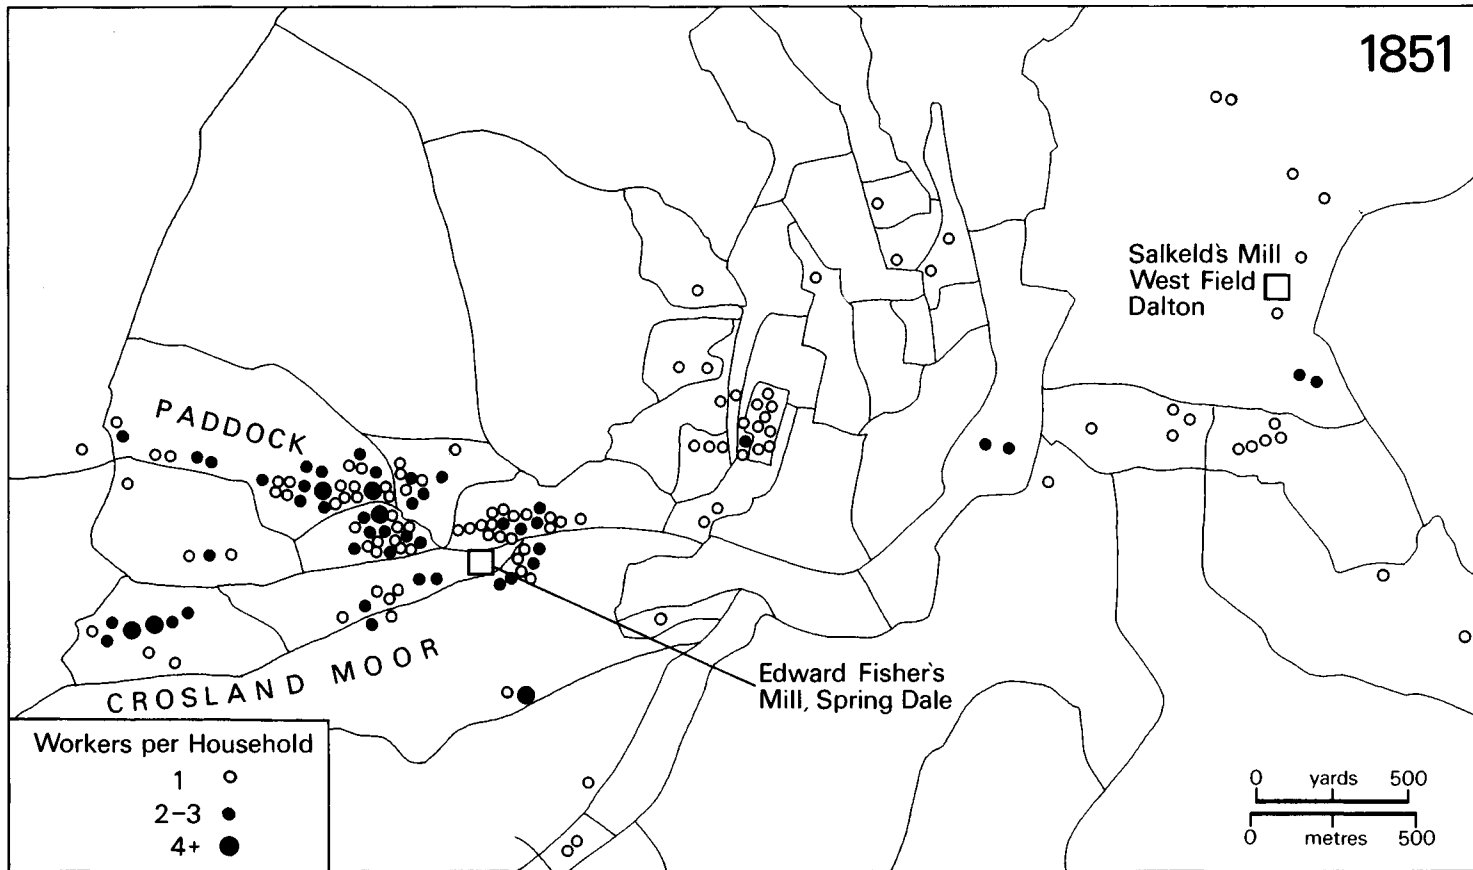 1851
Salkeld's Mill
West Field
Dalton
PADDOCK
CROSLAND MOOR
Edward Fisher's
Mill, Spring Dale
Workers per Household
1
2-3
4+
0 yards 500
0 metres 500